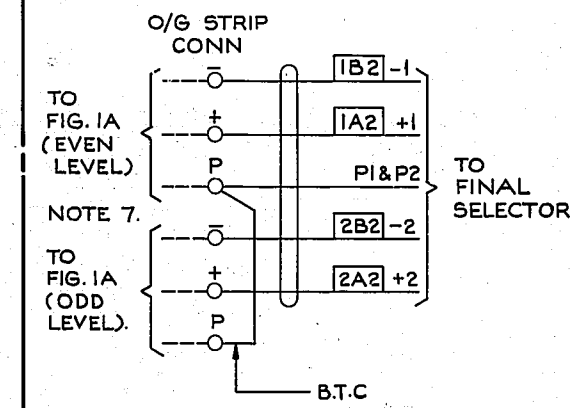 O/G STRIP
CONN
TO
FIG. 1A
(EVEN
LEVEL)
NOTE 7.
TO
FIG. 1A
(ODD
LEVEL).
−
+
P
−
+
P
1B2 -1
1A2 +1
P1 & P2
2B2 -2
2A2 +2
TO
FINAL
SELECTOR
B.T.C